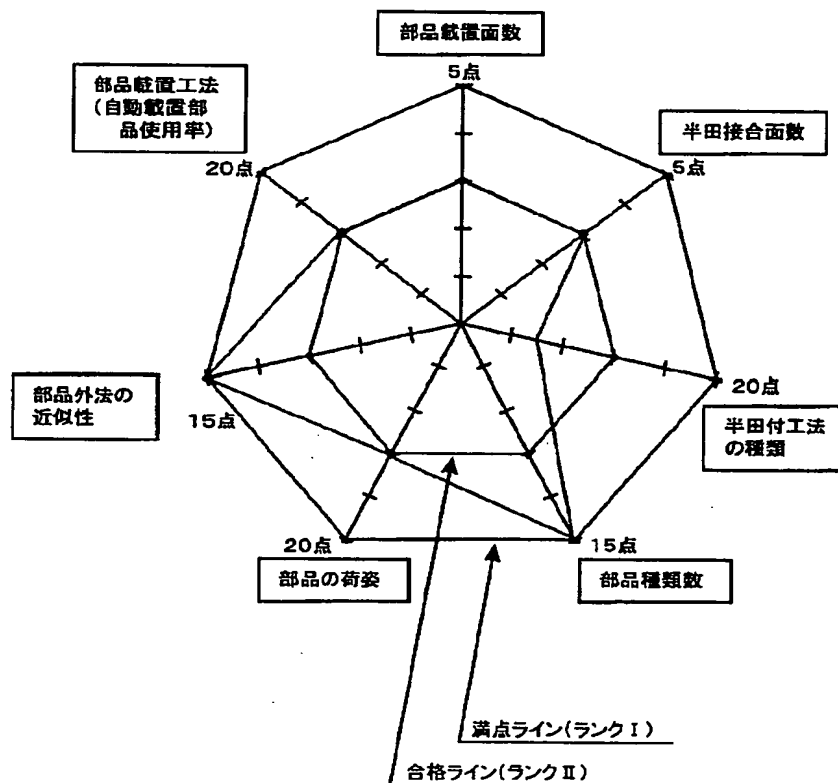 部品載置面数
5点
部品載置工法
(自動載置部
品使用率)
20点
半田接合面数
5点
部品外法の
近似性
15点
20点
半田付工法
の種類
20点
部品の荷姿
15点
部品種類数
満点ライン(ランクⅠ)
合格ライン(ランクⅡ)